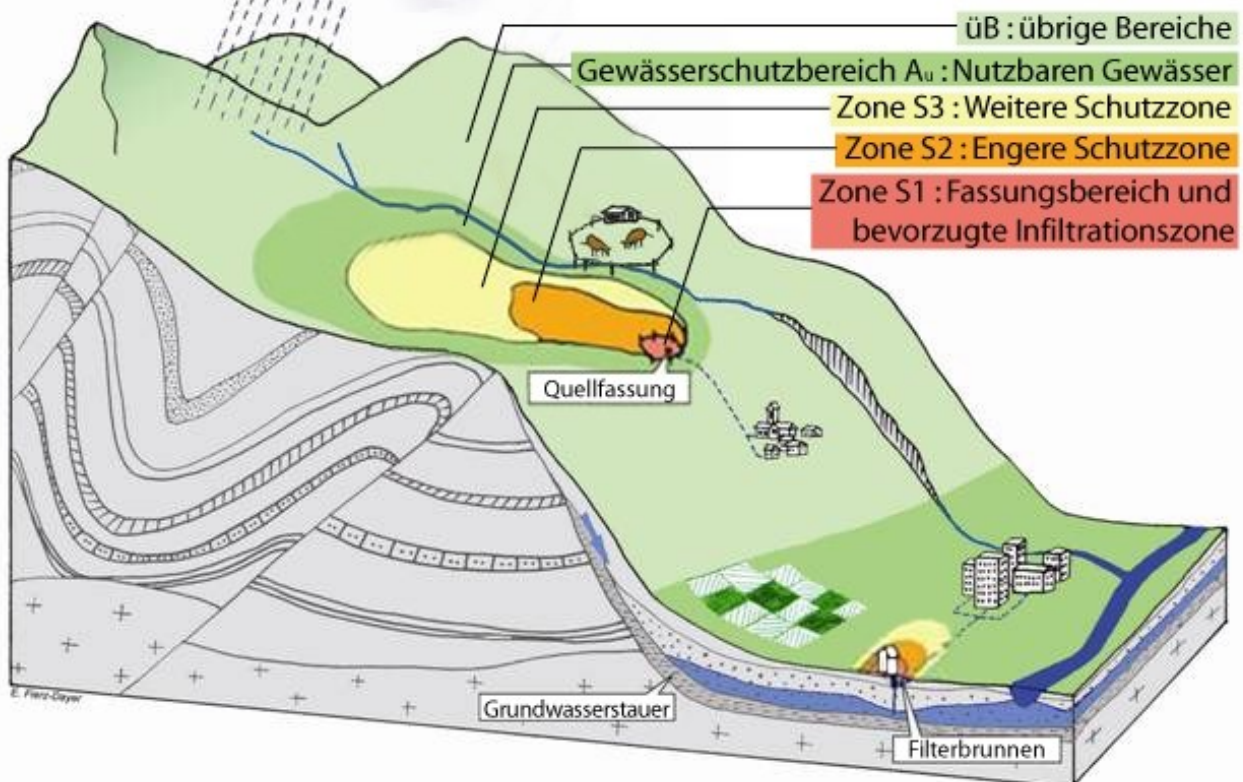 üB : übrige Bereiche
Gewässerschutzbereich Au : Nutzbaren Gewässer
Zone S3 : Weitere Schutzzone
Zone S2 : Engere Schutzzone
Zone S1 : Fassungsbereich und
bevorzugte Infiltrationszone
Quellfassung
Grundwasserstauer
Filterbrunnen
E. Fierz-Dayer